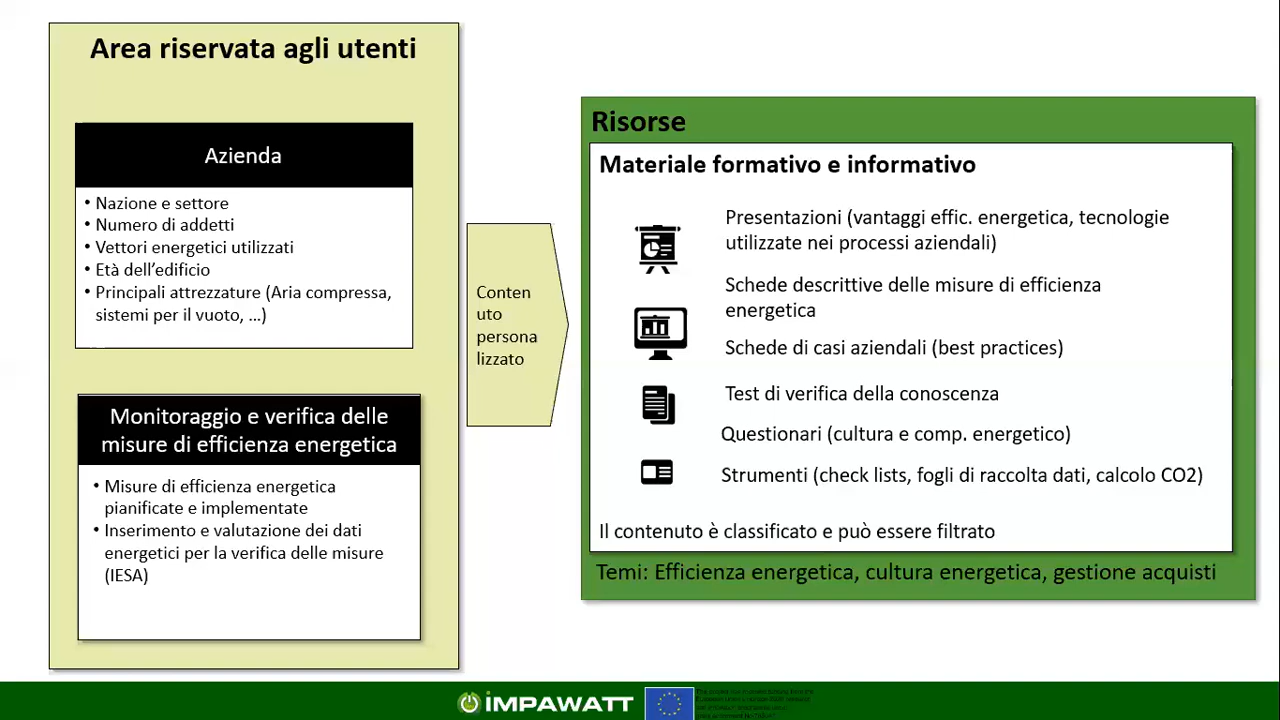 Area riservata agli utenti
Azienda
• Nazione e settore
• Numero di addetti
• Vettori energetici utilizzati
• Età dell'edificio
• Principali attrezzature (Aria compressa,
sistemi per il vuoto, …)
Monitoraggio e verifica delle
misure di efficienza energetica
• Misure di efficienza energetica
pianificate e implementate
• Inserimento e valutazione dei dati
energetici per la verifica delle misure
(IESA)
Conten
uto
persona
lizzato
Risorse
Materiale formativo e informativo
Presentazioni (vantaggi effic. energetica, tecnologie
utilizzate nei processi aziendali)
Schede descrittive delle misure di efficienza
energetica
Schede di casi aziendali (best practices)
Test di verifica della conoscenza
Questionari (cultura e comp. energetico)
Strumenti (check lists, fogli di raccolta dati, calcolo CO2)
Il contenuto è classificato e può essere filtrato
Temi: Efficienza energetica, cultura energetica, gestione acquisti
iMPAWATT